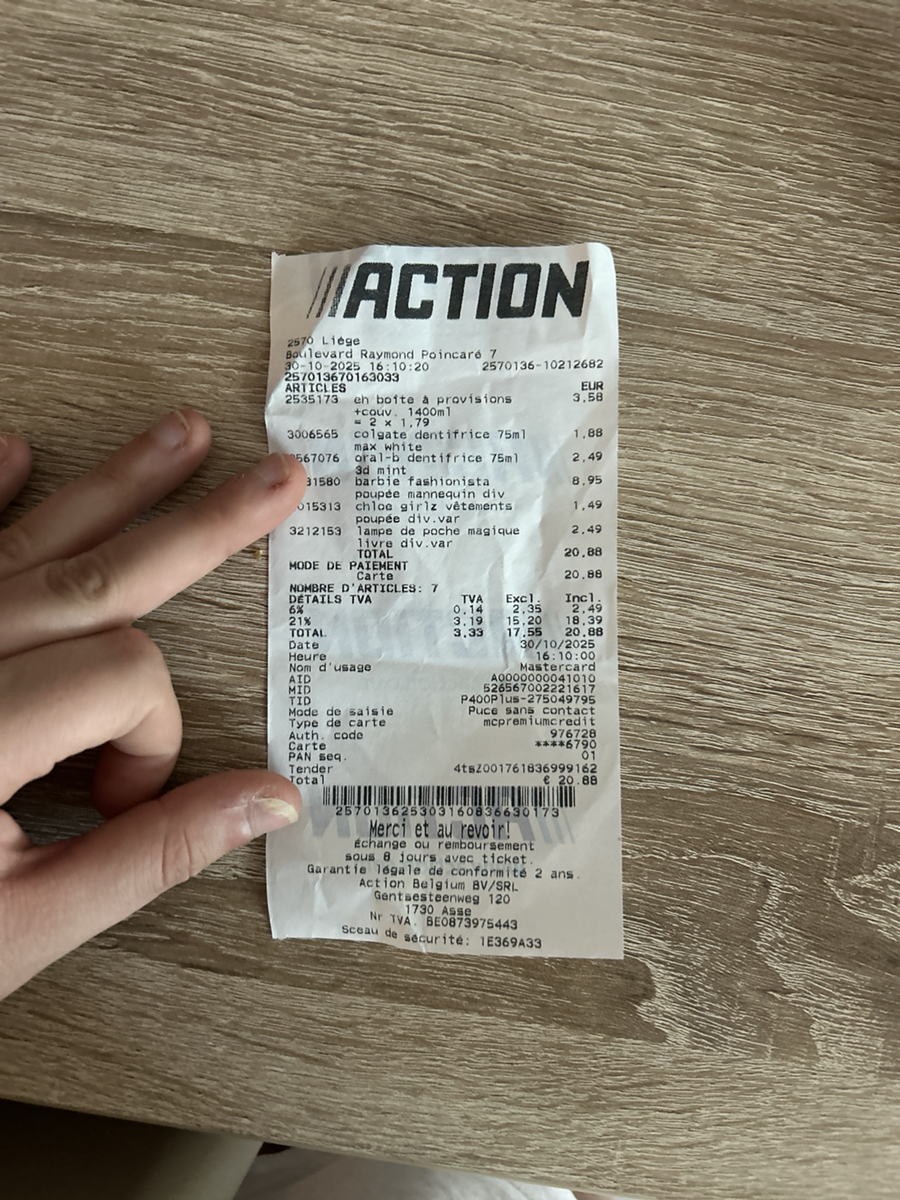 ACTION
2570 Liège
Boulevard Raymond Poincaré 7
30-10-2025 16:10:20 2570136-10212682
257013670163033
ARTICLES EUR
2535173 eh boîte à provisions 3,58
+couv. 1400ml
= 2 x 1,79
3006565 colgate dentifrice 75ml 1,88
max white
567076 oral-b dentifrice 75ml 2,49
3d mint
31580 barbie fashionista 8,95
poupée mannequin div
015313 chloe girlz vêtements 1,49
poupée div.var
3212153 lampe de poche magique 2,49
livre div.var
TOTAL 20,88
MODE DE PAIEMENT
Carte 20,88
NOMBRE D'ARTICLES: 7
DÉTAILS TVA TVA Excl. Incl.
6% 0,14 2,35 2,49
21% 3,19 15,20 18,39
TOTAL 3,33 17,55 20,88
Date 30/10/2025
Heure 16:10:00
Nom d'usage Mastercard
AID A0000000041010
MID 526567002221617
TID P400Plus-275049795
Mode de saisie Puce sans contact
Type de carte mcpremiumcredit
Auth. code 976728
Carte ****6790
PAN seq. 01
Tender 4tsZ001761836999162
Total € 20.88
257013625303160836630173
Merci et au revoir!
Échange ou remboursement
sous 8 jours avec ticket.
Garantie légale de conformité 2 ans.
Action Belgium BV/SRL
Gentsesteenweg 120
1730 Asse
Nr TVA. BE0873975443
Sceau de sécurité: 1E369A33